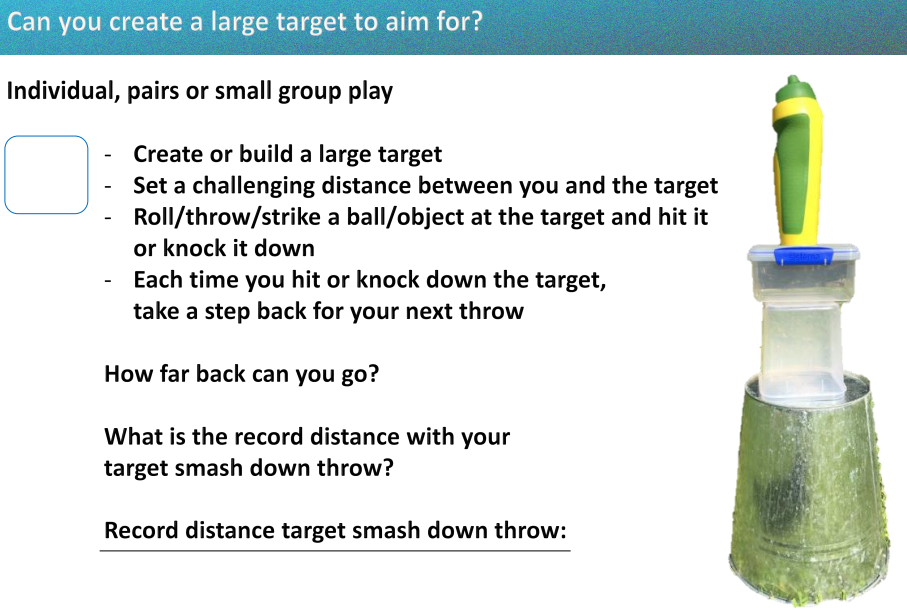 Can you create a large target to aim for?
Individual, pairs or small group play
- Create or build a large target
- Set a challenging distance between you and the target
- Roll/throw/strike a ball/object at the target and hit it
or knock it down
- Each time you hit or knock down the target,
take a step back for your next throw
How far back can you go?
What is the record distance with your
target smash down throw?
Record distance target smash down throw: